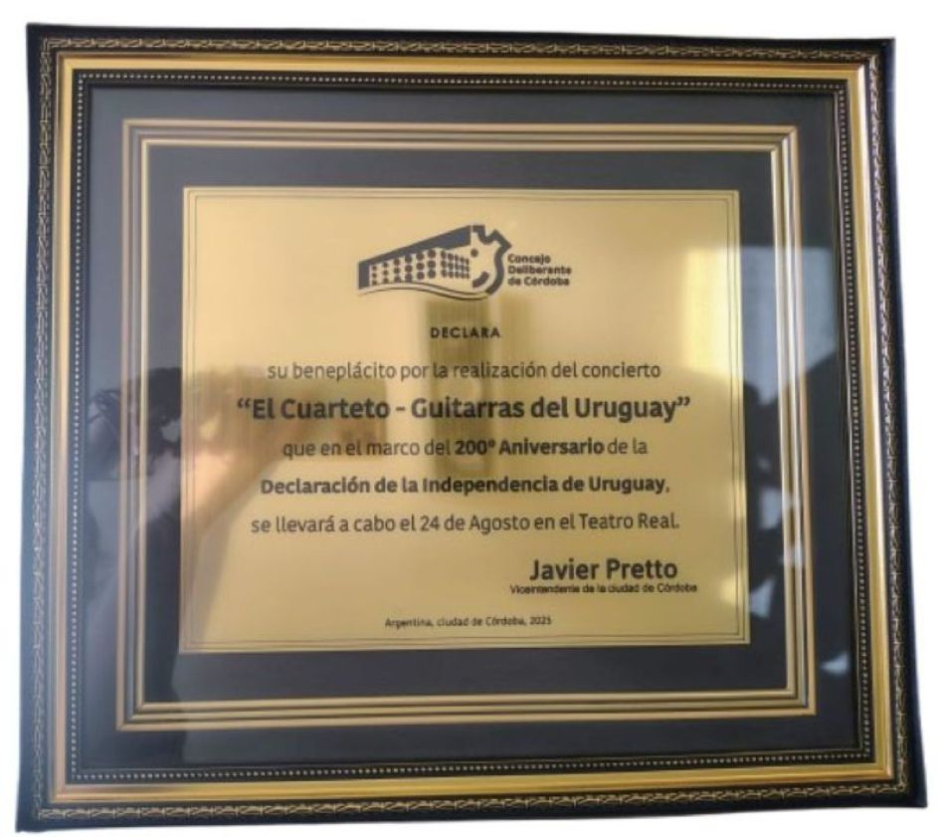 Concejo
Deliberante
de Córdoba
DECLARA
su beneplácito por la realización del concierto
“El Cuarteto - Guitarras del Uruguay”
que en el marco del 200º Aniversario de la
Declaración de la Independencia de Uruguay,
se llevará a cabo el 24 de Agosto en el Teatro Real.
Javier Pretto
Viceintendente de la ciudad de Córdoba
Argentina, ciudad de Córdoba, 2025